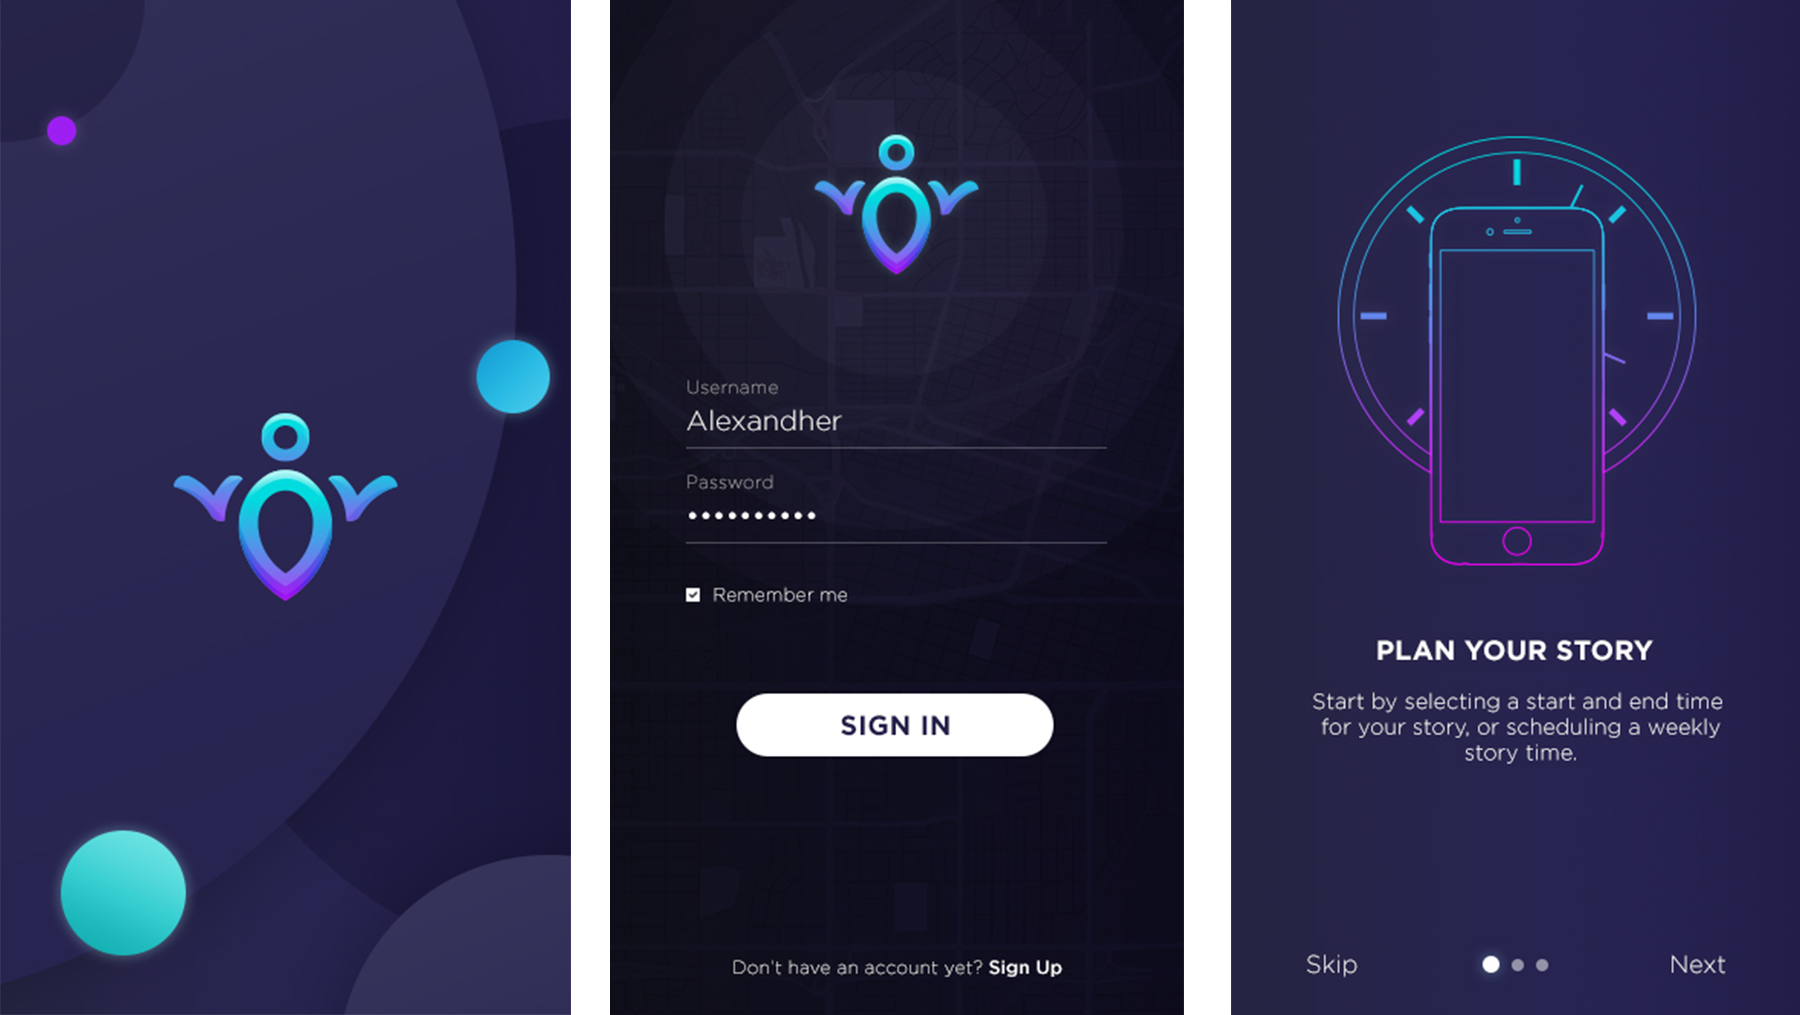 Username
Alexandher
Password
Remember me
SIGN IN
Don't have an account yet? Sign Up
PLAN YOUR STORY
Start by selecting a start and end time
for your story, or scheduling a weekly
story time.
Skip
Next